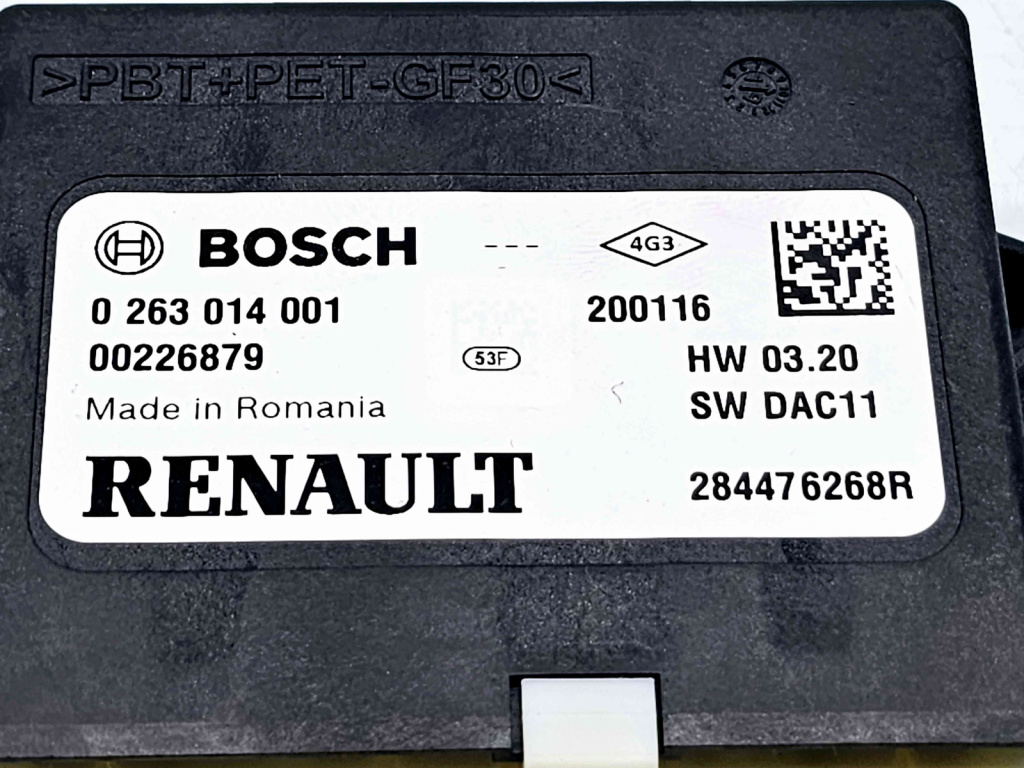 >PBT+PET-GF30<
BOSCH --- 4G3
0 263 014 001 200116
00226879 53F HW 03.20
Made in Romania SW DAC11
RENAULT 284476268R